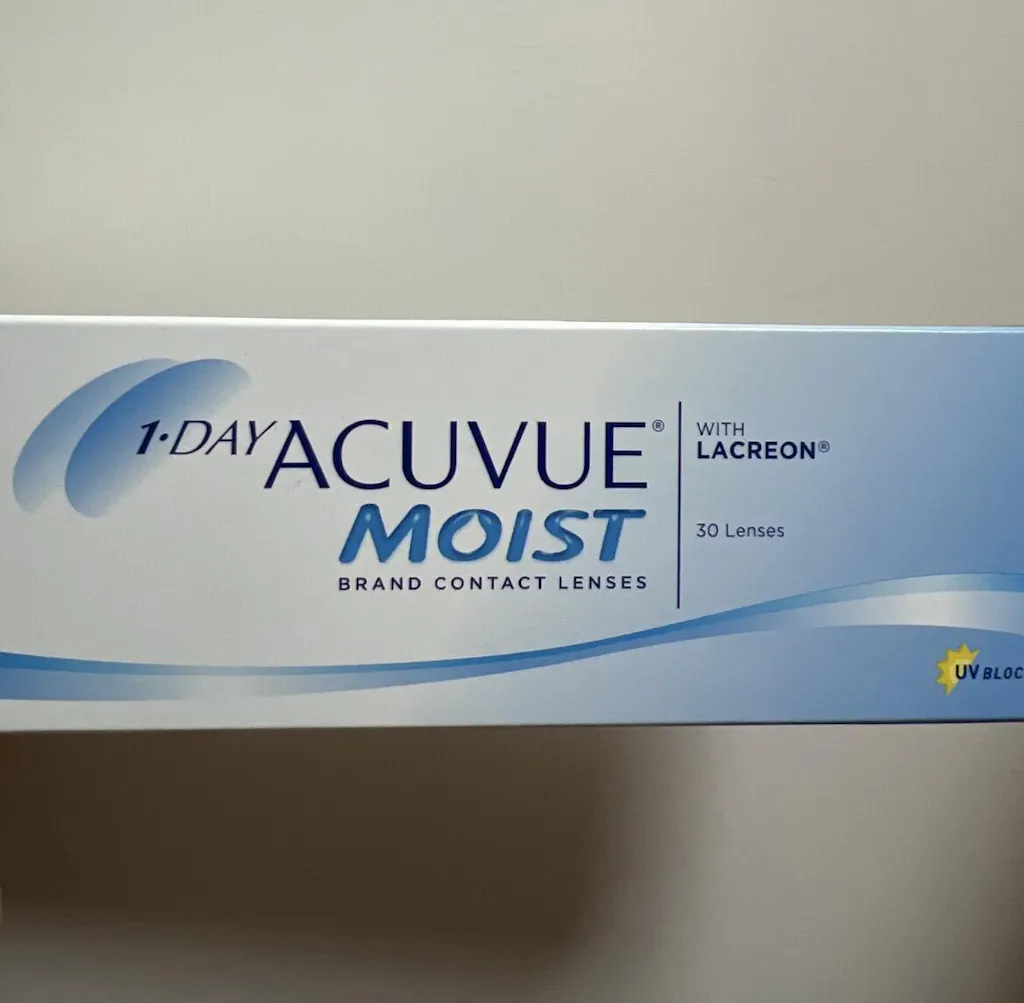 1·DAY ACUVUE®
MOIST
BRAND CONTACT LENSES
WITH
LACREON®
30 Lenses
UV BLOC